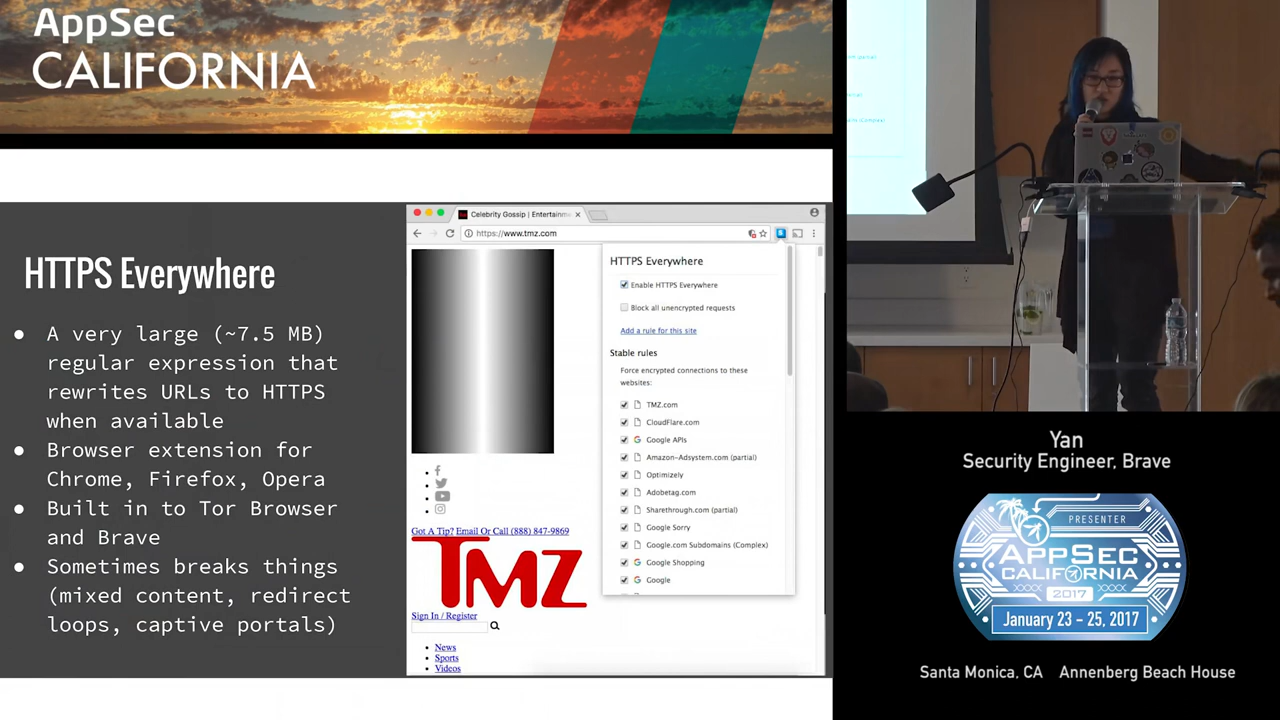 AppSec
CALIFORNIA
HTTPS Everywhere
● A very large (~7.5 MB)
regular expression that
rewrites URLs to HTTPS
when available
● Browser extension for
Chrome, Firefox, Opera
● Built in to Tor Browser
and Brave
● Sometimes breaks things
(mixed content, redirect
loops, captive portals)
Celebrity Gossip | Entertainme
https://www.tmz.com
HTTPS Everywhere
Enable HTTPS Everywhere
Block all unencrypted requests
Add a rule for this site
Stable rules
Force encrypted connections to these
websites:
TMZ.com
CloudFlare.com
Google APIs
Amazon-Adsystem.com (partial)
Optimizely
Adobetag.com
Sharethrough.com (partial)
Google Sorry
Google.com Subdomains (Complex)
Google Shopping
Google
Got A Tip? Email Or Call (888) 847-9869
TMZ
Sign In / Register
News
Sports
Videos
Yan
Security Engineer, Brave
PRESENTER
APPSEC
CALIFORNIA
2017
January 23 - 25, 2017
Santa Monica, CA Annenberg Beach House